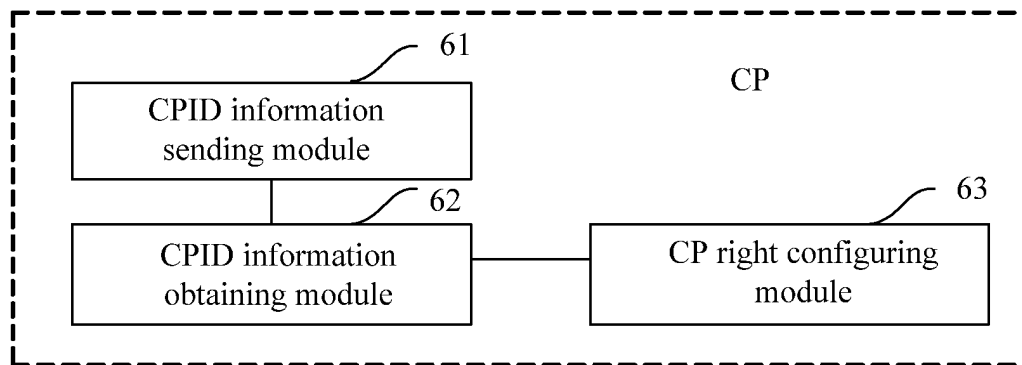 61
CP
CPID information
sending module
62
CPID information
obtaining module
63
CP right configuring
module